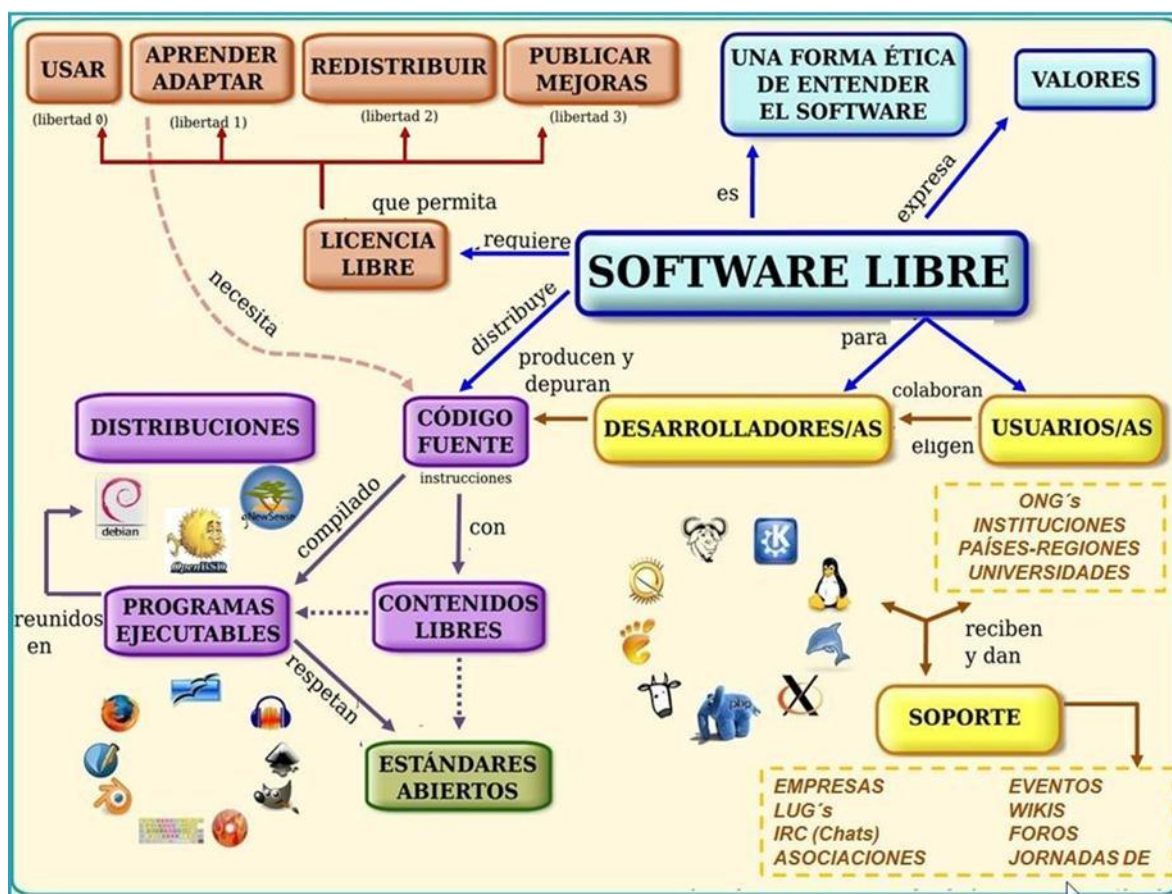 USAR
(libertad 0)
APRENDER
ADAPTAR
(libertad 1)
REDISTRIBUIR
(libertad 2)
PUBLICAR
MEJORAS
(libertad 3)
UNA FORMA ÉTICA
DE ENTENDER
EL SOFTWARE
VALORES
es
expresa
que permita
LICENCIA
LIBRE
requiere
SOFTWARE LIBRE
necesita
distribuye
para
producen y
depuran
colaboran
eligen
DISTRIBUCIONES
CÓDIGO
FUENTE
instrucciones
DESARROLLADORES/AS
USUARIOS/AS
debian
OpenBSD
gNewSense
compilado
con
ONG´s
INSTITUCIONES
PAÍSES-REGIONES
UNIVERSIDADES
reunidos
en
PROGRAMAS
EJECUTABLES
CONTENIDOS
LIBRES
respetan
reciben
y dan
php
SOPORTE
ESTÁNDARES
ABIERTOS
EMPRESAS
LUG´s
IRC (Chats)
ASOCIACIONES
EVENTOS
WIKIS
FOROS
JORNADAS DE